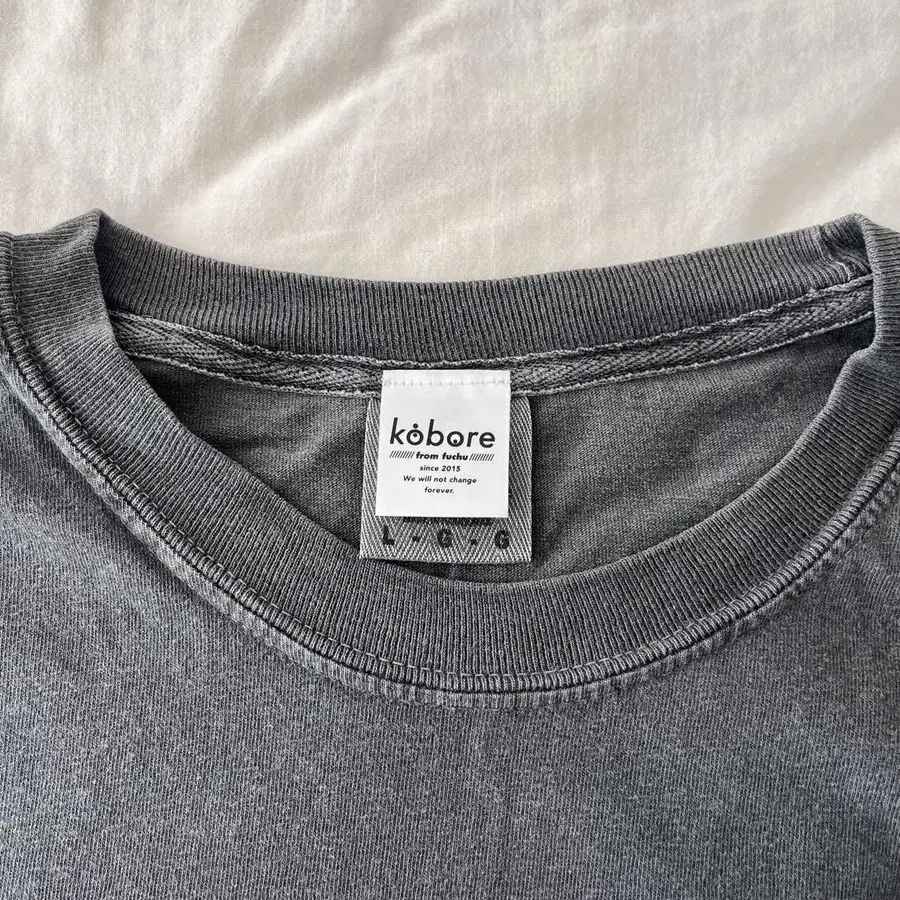 kobore
///////// from fuchu /////////
since 2015
We will not change
forever.
L - G - G